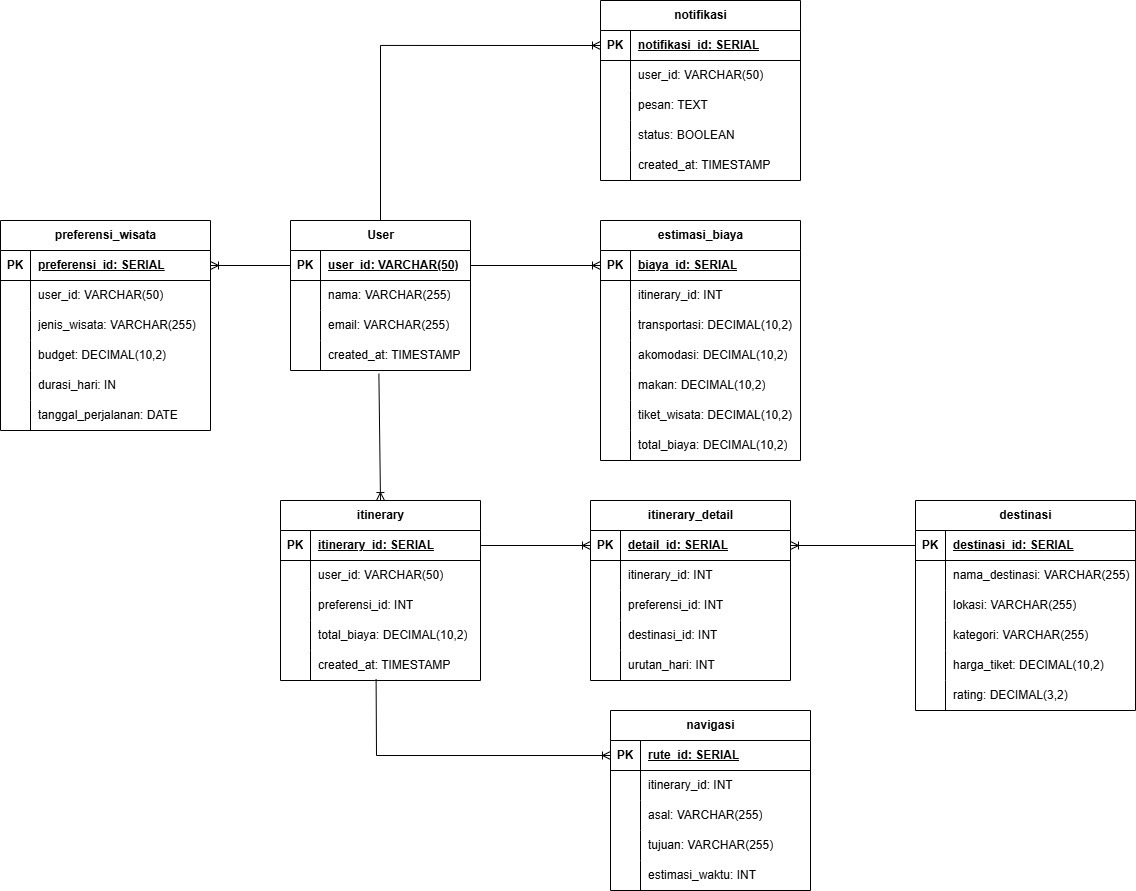 notifikasi
PK notifikasi_id: SERIAL
user_id: VARCHAR(50)
pesan: TEXT
status: BOOLEAN
created_at: TIMESTAMP
preferensi_wisata
PK preferensi_id: SERIAL
user_id: VARCHAR(50)
jenis_wisata: VARCHAR(255)
budget: DECIMAL(10,2)
durasi_hari: IN
tanggal_perjalanan: DATE
User
PK user_id: VARCHAR(50)
nama: VARCHAR(255)
email: VARCHAR(255)
created_at: TIMESTAMP
estimasi_biaya
PK biaya_id: SERIAL
itinerary_id: INT
transportasi: DECIMAL(10,2)
akomodasi: DECIMAL(10,2)
makan: DECIMAL(10,2)
tiket_wisata: DECIMAL(10,2)
total_biaya: DECIMAL(10,2)
itinerary
PK itinerary_id: SERIAL
user_id: VARCHAR(50)
preferensi_id: INT
total_biaya: DECIMAL(10,2)
created_at: TIMESTAMP
itinerary_detail
PK detail_id: SERIAL
itinerary_id: INT
preferensi_id: INT
destinasi_id: INT
urutan_hari: INT
destinasi
PK destinasi_id: SERIAL
nama_destinasi: VARCHAR(255)
lokasi: VARCHAR(255)
kategori: VARCHAR(255)
harga_tiket: DECIMAL(10,2)
rating: DECIMAL(3,2)
navigasi
PK rute_id: SERIAL
itinerary_id: INT
asal: VARCHAR(255)
tujuan: VARCHAR(255)
estimasi_waktu: INT